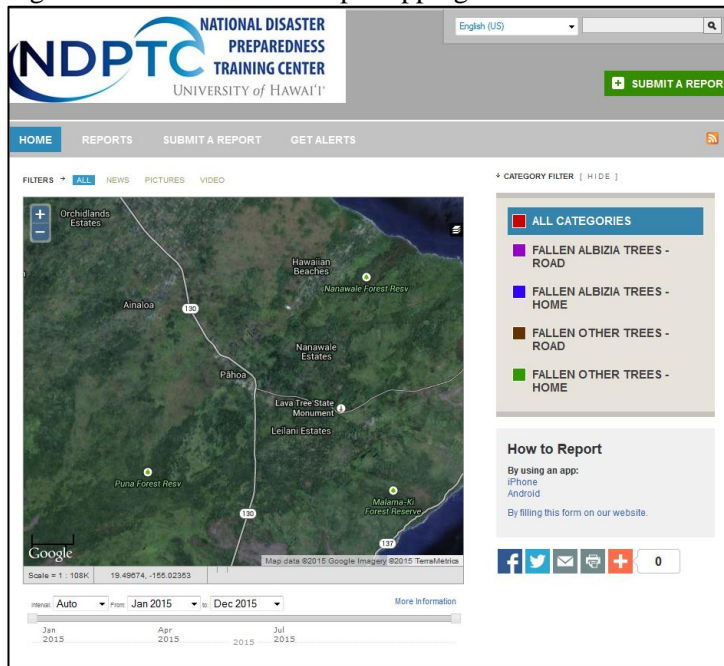 NATIONAL DISASTER
PREPAREDNESS
NDPTC
TRAINING CENTER
UNIVERSITY of HAWAI'I
English (US)
SUBMIT A REPOR
HOME REPORTS SUBMIT A REPORT GET ALERTS
FILTERS ALL NEWS PICTURES VIDEO
CATEGORY FILTER [ HIDE ]
ALL CATEGORIES
FALLEN ALBIZIA TREES -
ROAD
FALLEN ALBIZIA TREES -
HOME
FALLEN OTHER TREES -
ROAD
FALLEN OTHER TREES -
HOME
+
−
Orchidlands
Estates
Hawaiian
Beaches
Nanawale Forest Resv
Ainaloa
130
Nanawale
Estates
Pāhoa
Lava Tree State
Monument
Leilani Estates
Puna Forest Resv
Malama-Ki
Forest Reserve
130
137
Google
Map data ©2015 Google Imagery ©2015 TerraMetrics
Scale = 1 : 108K 19.49674, -155.02353
How to Report
By using an app:
iPhone
Android
By filling this form on our website.
0
Interval: Auto From: Jan 2015 to: Dec 2015 More Information
Jan
2015
Apr
2015
2015
Jul
2015